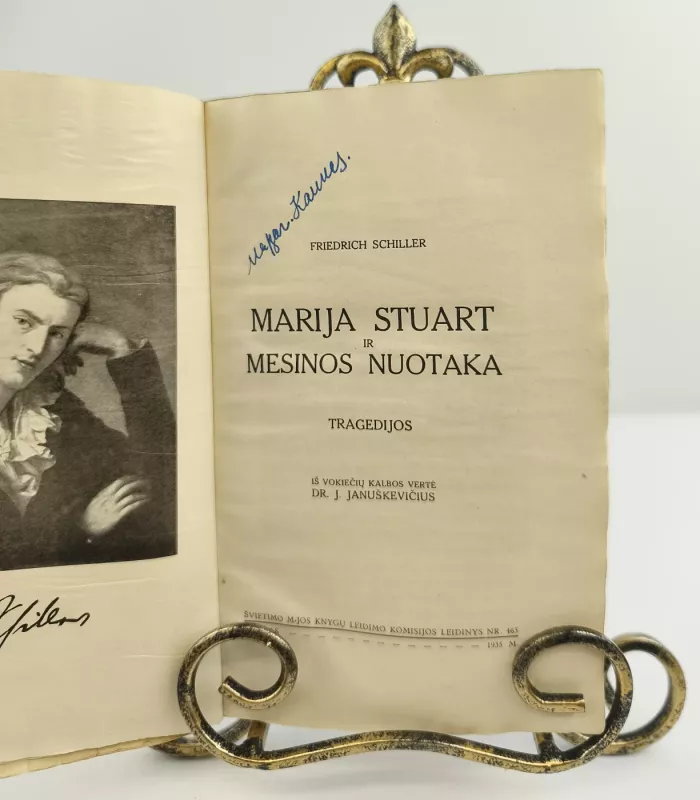 Kaunas.
FRIEDRICH SCHILLER
MARIJA STUART
IR
MESINOS NUOTAKA
TRAGEDIJOS
IŠ VOKIEČIŲ KALBOS VERTĖ
DR. J. JANUŠKEVIČIUS
ŠVIETIMO M-JOS KNYGŲ LEIDIMO KOMISIJOS LEIDINYS NR. 463
1935 M.